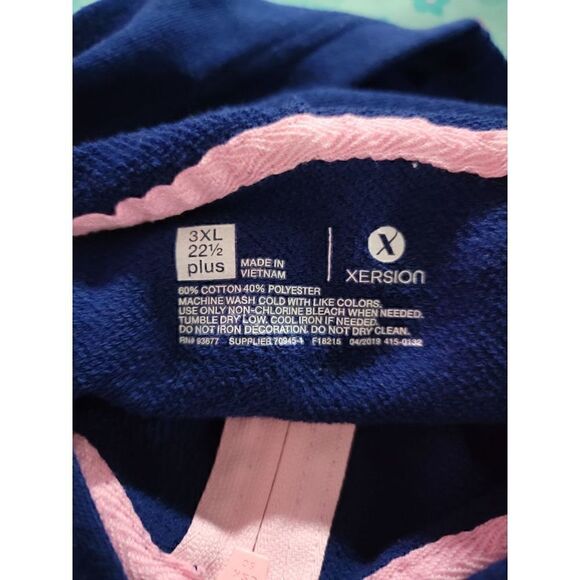 3XL
22½
plus
MADE IN
VIETNAM
X
XERSION
60% COTTON 40% POLYESTER
MACHINE WASH COLD WITH LIKE COLORS.
USE ONLY NON-CHLORINE BLEACH WHEN NEEDED.
TUMBLE DRY LOW. COOL IRON IF NEEDED.
DO NOT IRON DECORATION. DO NOT DRY CLEAN.
RN# 93677 SUPPLIER 70945-1 F18215 04/2019 415-0132